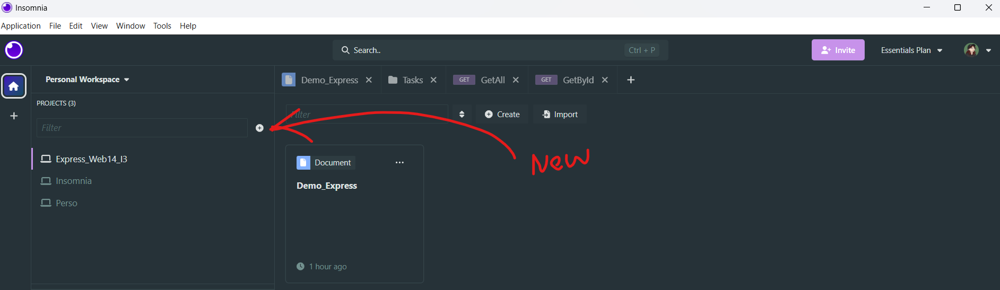 Insomnia
Application File Edit View Window Tools Help
Search.. Ctrl + P
Invite
Essentials Plan
Personal Workspace
Demo_Express
Tasks
GET GetAll
GET GetById
PROJECTS (3)
Filter
Filter
Create
Import
New
Express_Web14_I3
Insomnia
Perso
Document
Demo_Express
1 hour ago